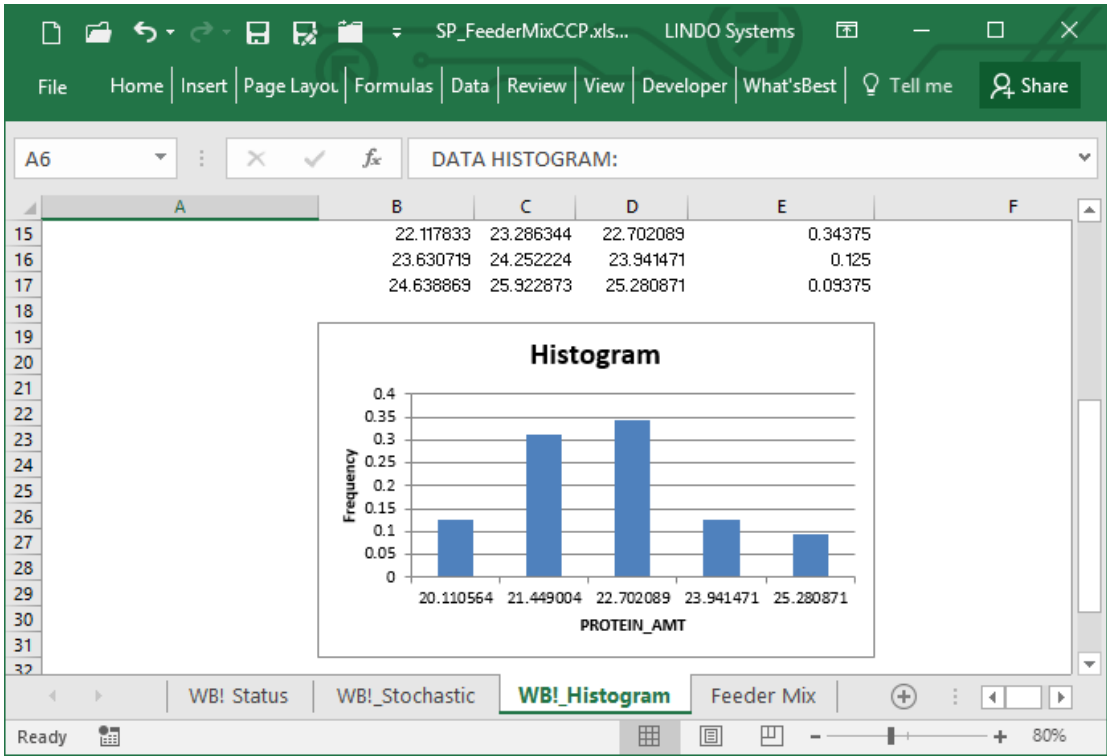 SP_FeederMixCCP.xls... LINDO Systems
File Home Insert Page Layou Formulas Data Review View Developer What'sBest Tell me Share
A6 fx DATA HISTOGRAM:
A B C D E F
15 22.117833 23.286344 22.702089 0.34375
16 23.630719 24.252224 23.941471 0.125
17 24.638869 25.922873 25.280871 0.09375
18
19
20
21
22
23
24
25
26
27
28
29
30
31
32
Histogram
0.4
0.35
0.3
0.25
0.2
0.15
0.1
0.05
0
Frequency
20.110564 21.449004 22.702089 23.941471 25.280871
PROTEIN_AMT
WB! Status WB!_Stochastic WB!_Histogram Feeder Mix
Ready 80%